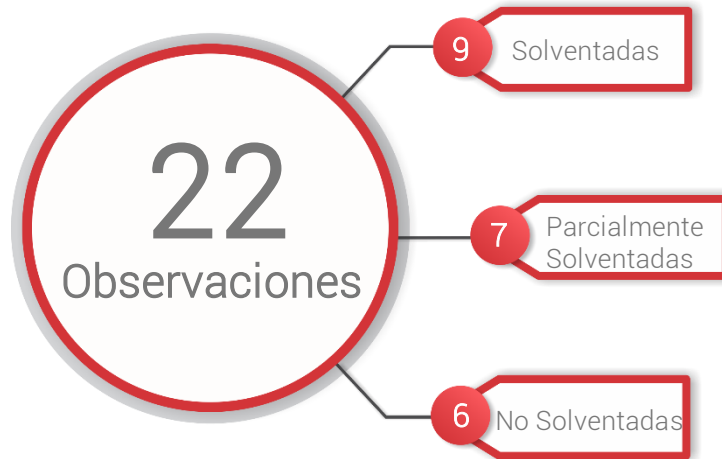 22
Observaciones
9
Solventadas
7
Parcialmente
Solventadas
6
No Solventadas